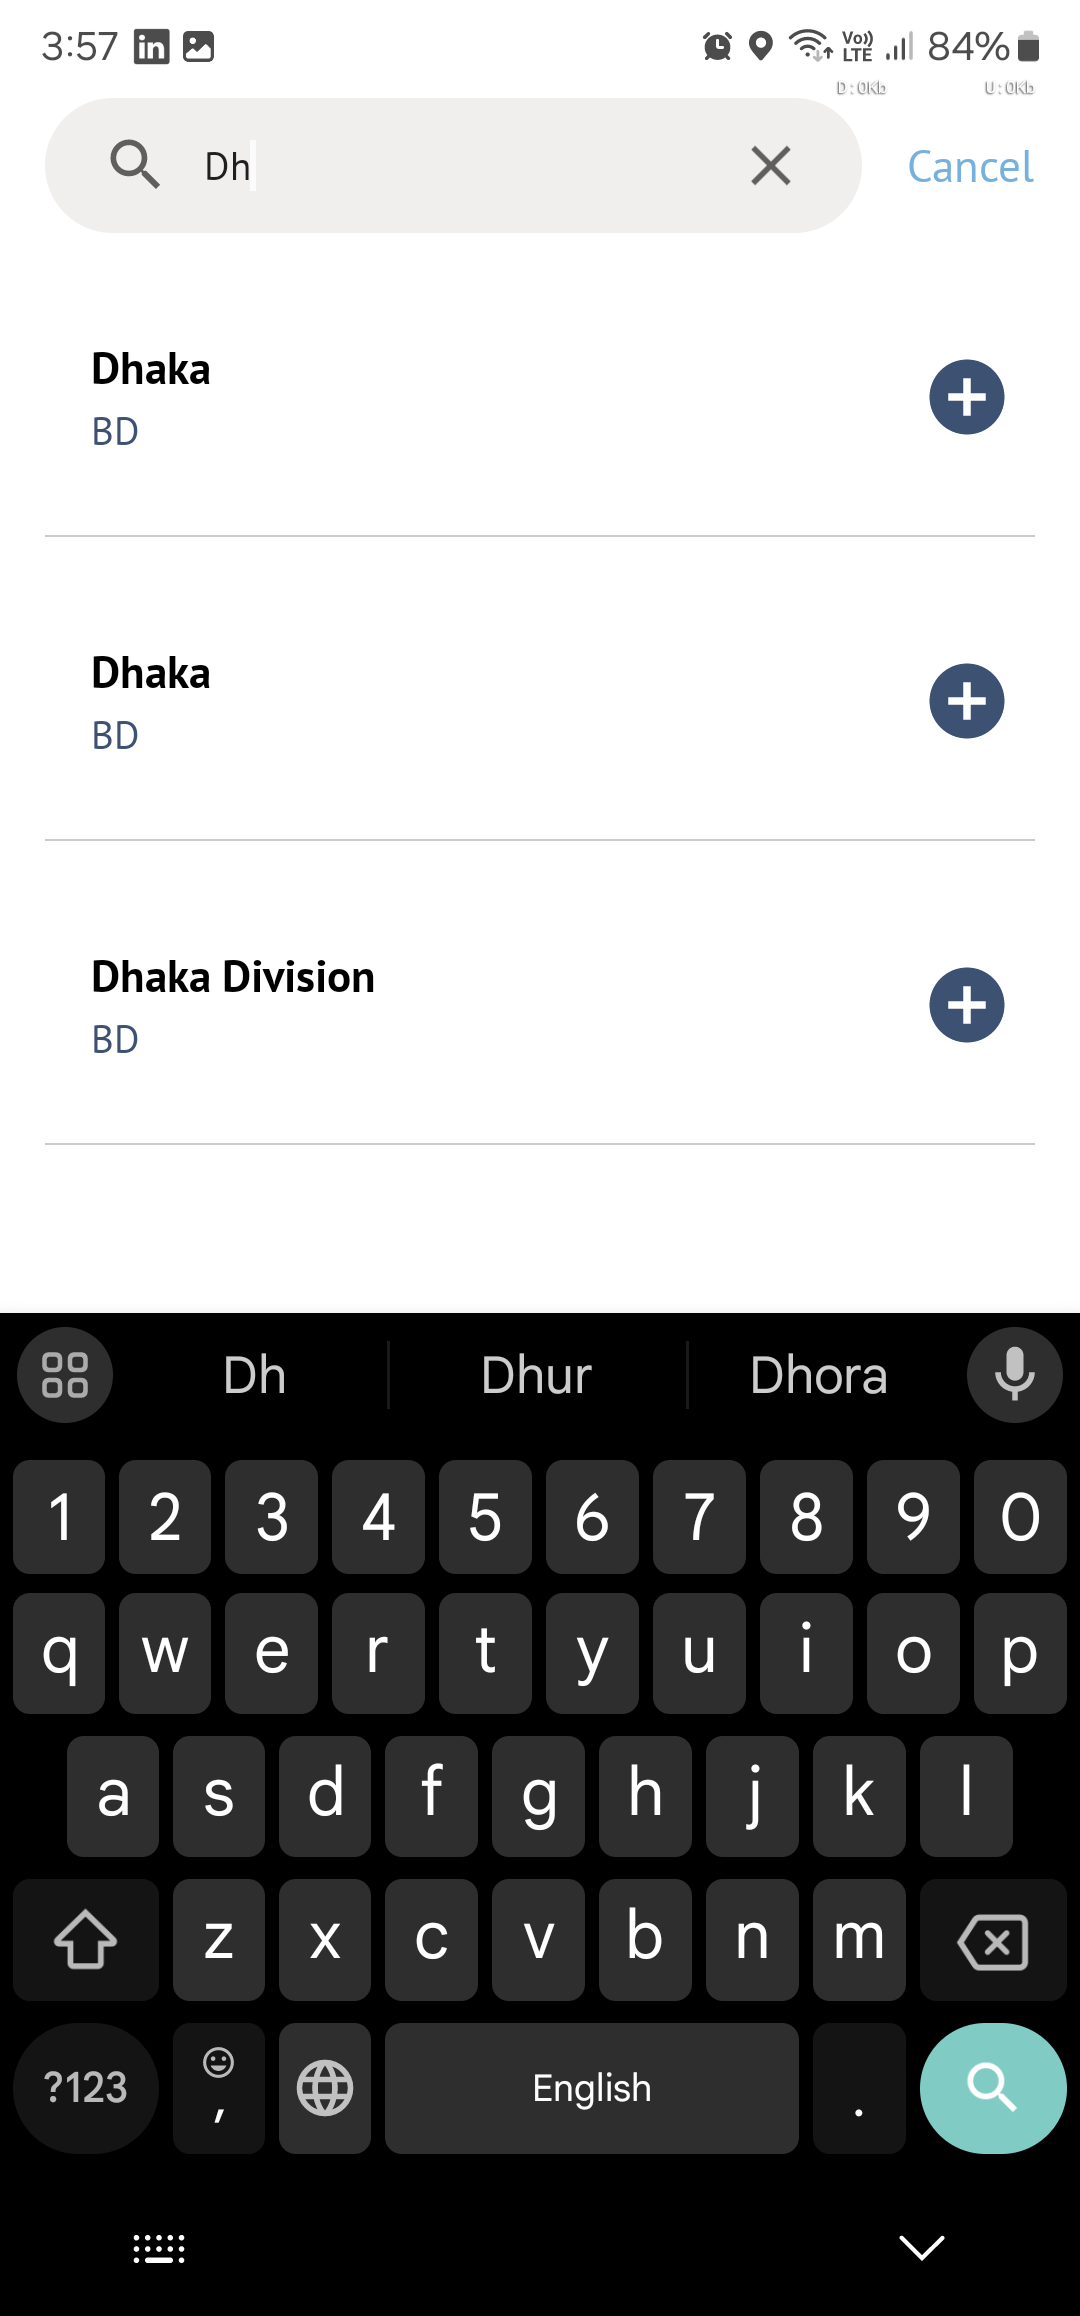 3:57 in Vo)) LTE 84%
D:0Kb U:0Kb
Dh Cancel
Dhaka
BD
Dhaka
BD
Dhaka Division
BD
Dh Dhur Dhora
1 2 3 4 5 6 7 8 9 0
q w e r t y u i o p
a s d f g h j k l
z x c v b n m
?123 , English .